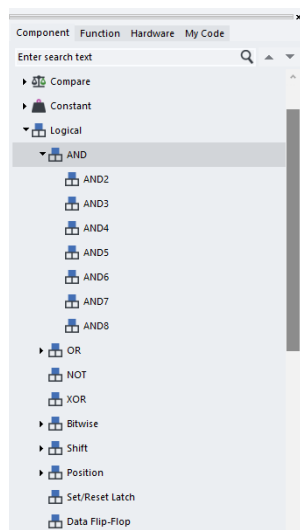 Component Function Hardware My Code
Enter search text
Compare
Constant
Logical
AND
AND2
AND3
AND4
AND5
AND6
AND7
AND8
OR
NOT
XOR
Bitwise
Shift
Position
Set/Reset Latch
Data Flip-Flop